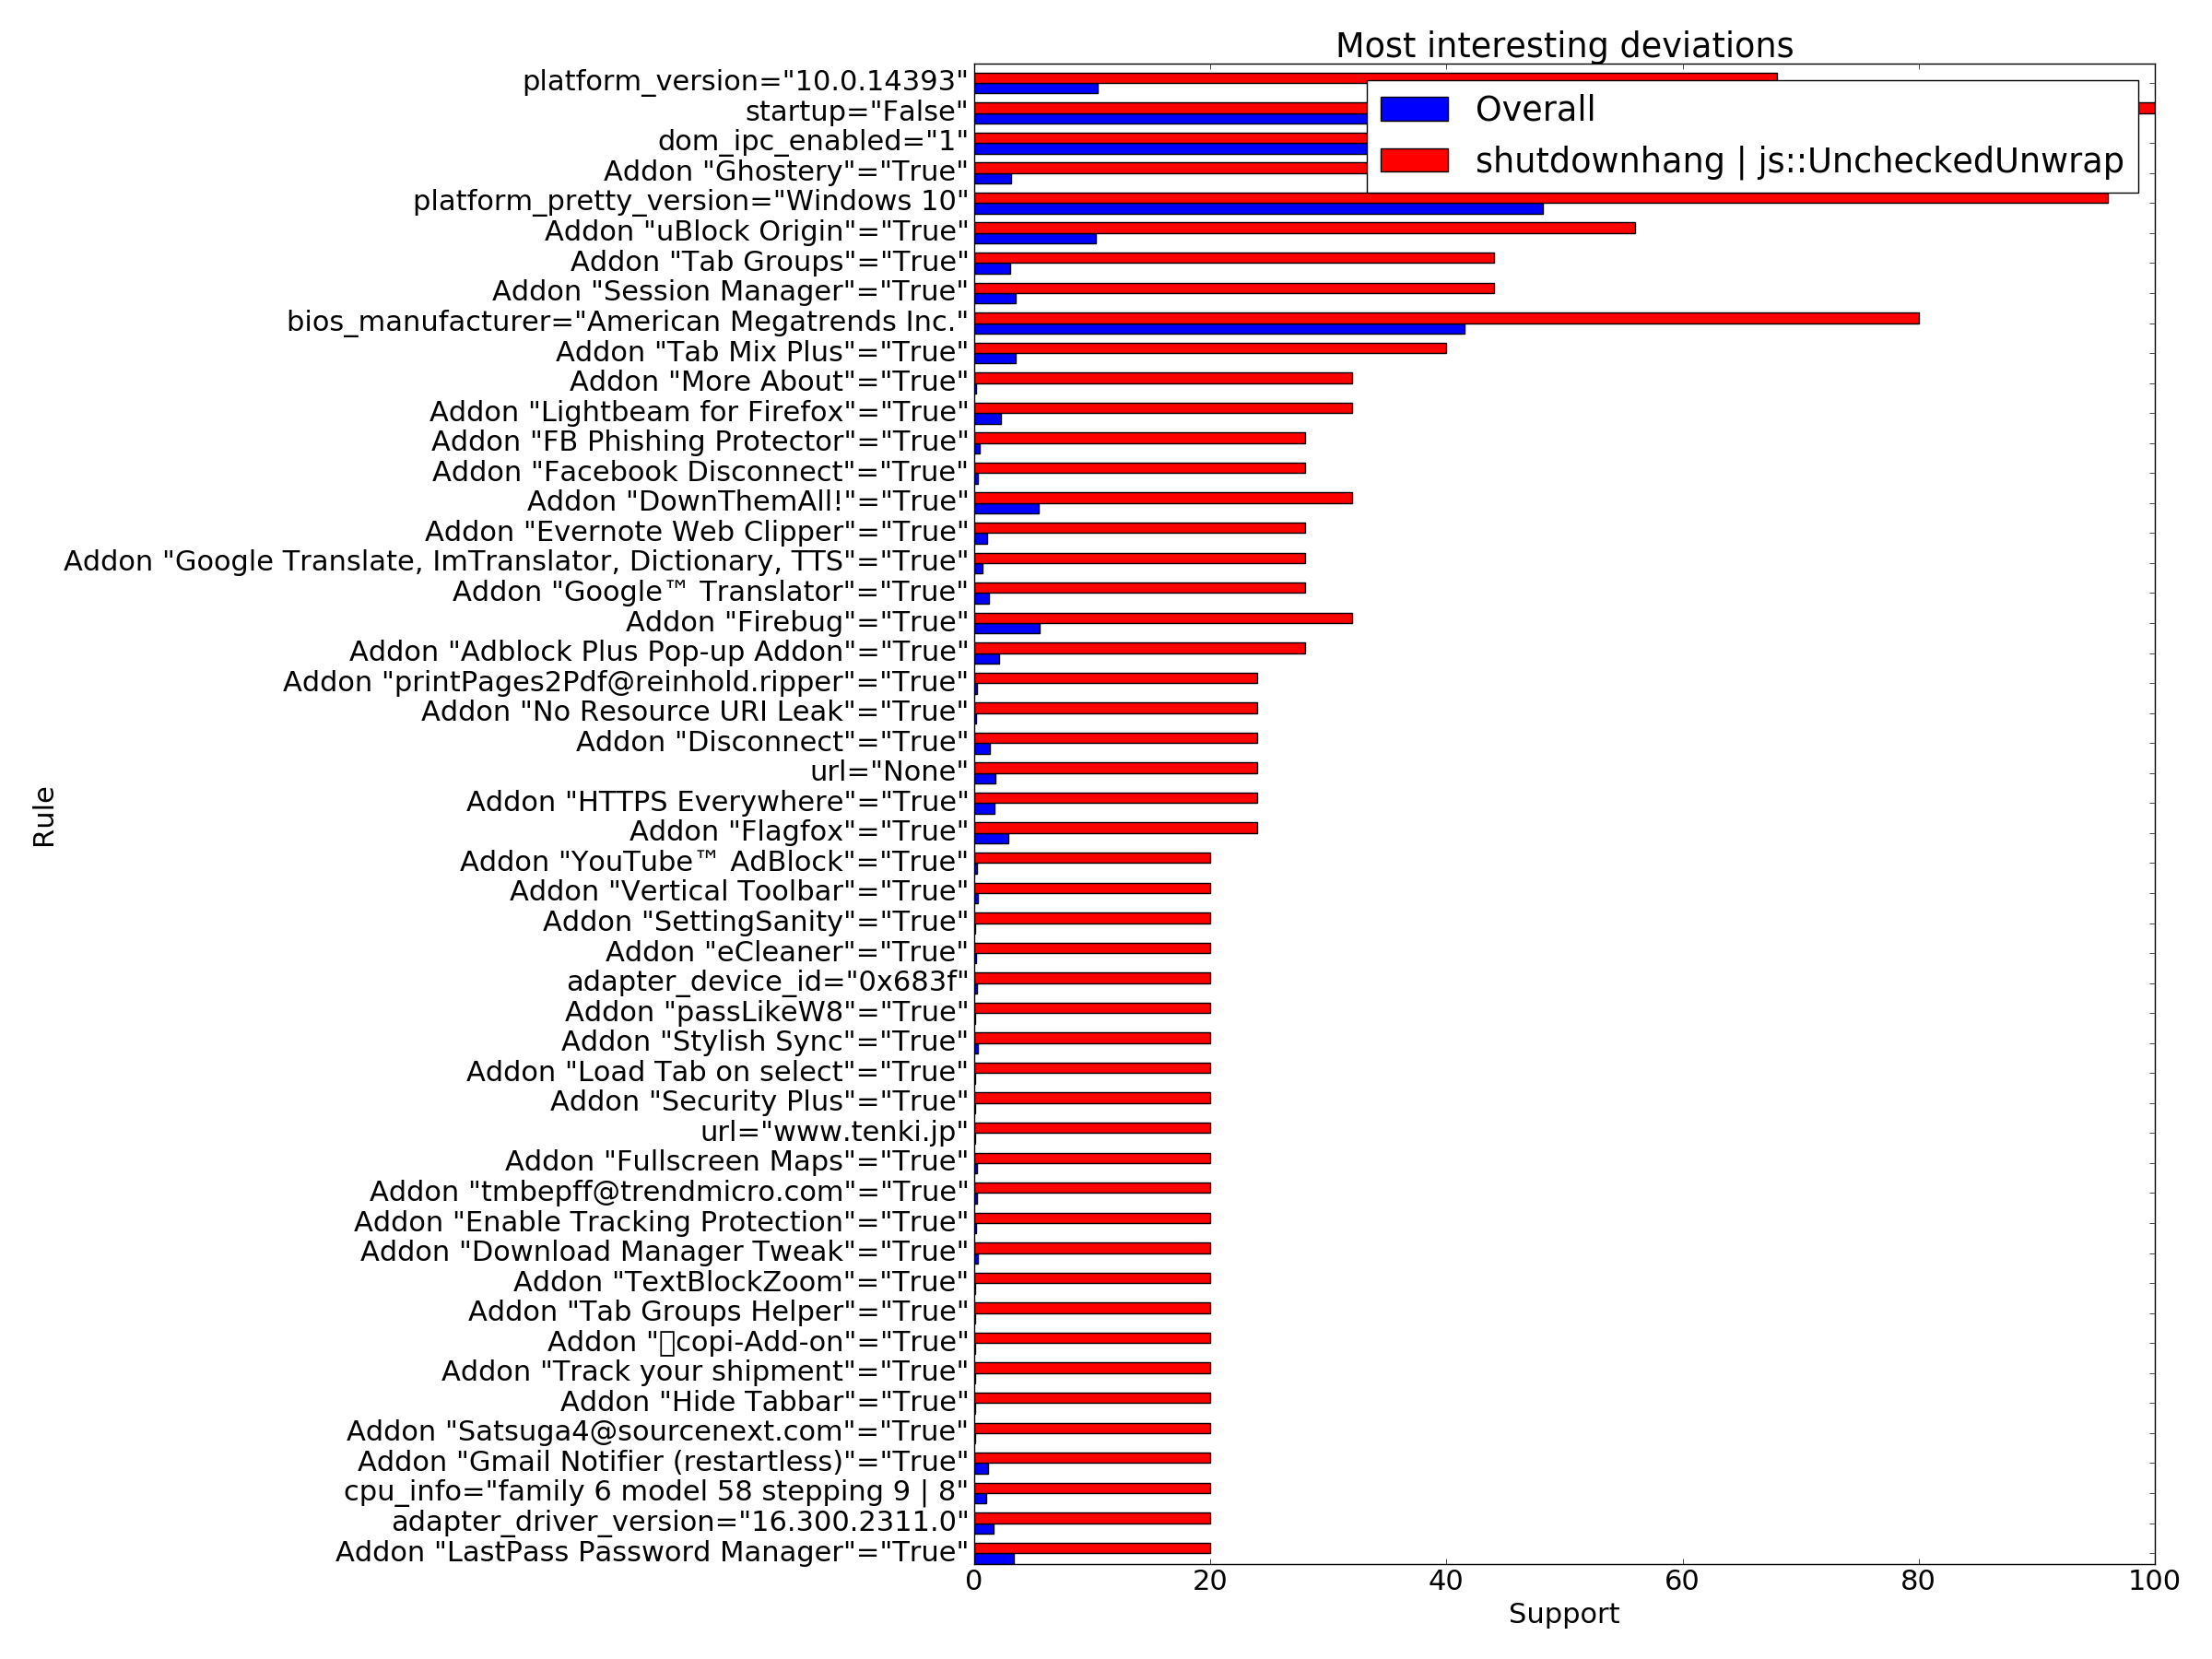 Most interesting deviations
platform_version="10.0.14393"
startup="False"
dom_ipc_enabled="1"
Addon "Ghostery"="True"
platform_pretty_version="Windows 10"
Addon "uBlock Origin"="True"
Addon "Tab Groups"="True"
Addon "Session Manager"="True"
bios_manufacturer="American Megatrends Inc."
Addon "Tab Mix Plus"="True"
Addon "More About"="True"
Addon "Lightbeam for Firefox"="True"
Addon "FB Phishing Protector"="True"
Addon "Facebook Disconnect"="True"
Addon "DownThemAll!"="True"
Addon "Evernote Web Clipper"="True"
Addon "Google Translate, ImTranslator, Dictionary, TTS"="True"
Addon "Google™ Translator"="True"
Addon "Firebug"="True"
Addon "Adblock Plus Pop-up Addon"="True"
Addon "printPages2Pdf@reinhold.ripper"="True"
Addon "No Resource URI Leak"="True"
Addon "Disconnect"="True"
url="None"
Addon "HTTPS Everywhere"="True"
Addon "Flagfox"="True"
Addon "YouTube™ AdBlock"="True"
Addon "Vertical Toolbar"="True"
Addon "SettingSanity"="True"
Addon "eCleaner"="True"
adapter_device_id="0x683f"
Addon "passLikeW8"="True"
Addon "Stylish Sync"="True"
Addon "Load Tab on select"="True"
Addon "Security Plus"="True"
url="www.tenki.jp"
Addon "Fullscreen Maps"="True"
Addon "tmbepff@trendmicro.com"="True"
Addon "Enable Tracking Protection"="True"
Addon "Download Manager Tweak"="True"
Addon "TextBlockZoom"="True"
Addon "Tab Groups Helper"="True"
Addon "▯copi-Add-on"="True"
Addon "Track your shipment"="True"
Addon "Hide Tabbar"="True"
Addon "Satsuga4@sourcenext.com"="True"
Addon "Gmail Notifier (restartless)"="True"
cpu_info="family 6 model 58 stepping 9 | 8"
adapter_driver_version="16.300.2311.0"
Addon "LastPass Password Manager"="True"
Rule
Overall
shutdownhang | js::UncheckedUnwrap
0 20 40 60 80 100
Support